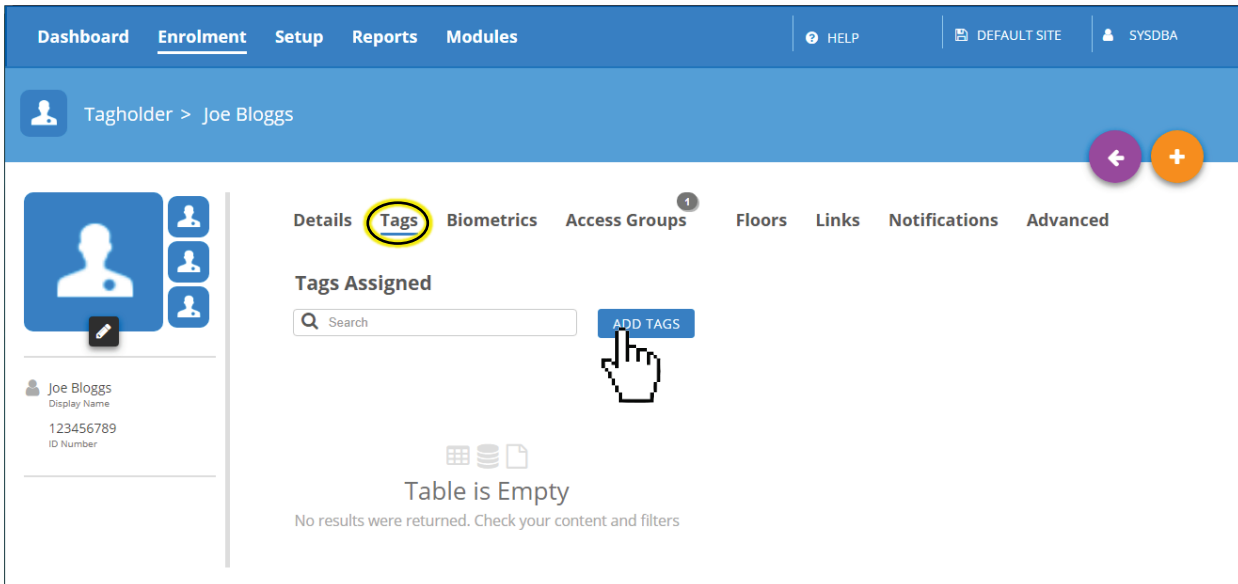 Dashboard Enrolment Setup Reports Modules HELP DEFAULT SITE SYSDBA
Tagholder > Joe Bloggs
1
Details Tags Biometrics Access Groups Floors Links Notifications Advanced
Tags Assigned
Search ADD TAGS
Joe Bloggs
Display Name
123456789
ID Number
Table is Empty
No results were returned. Check your content and filters